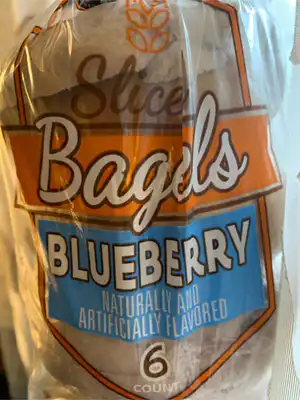 Sliced
Bagels
BLUEBERRY
NATURALLY AND
ARTIFICIALLY FLAVORED
6
COUNT